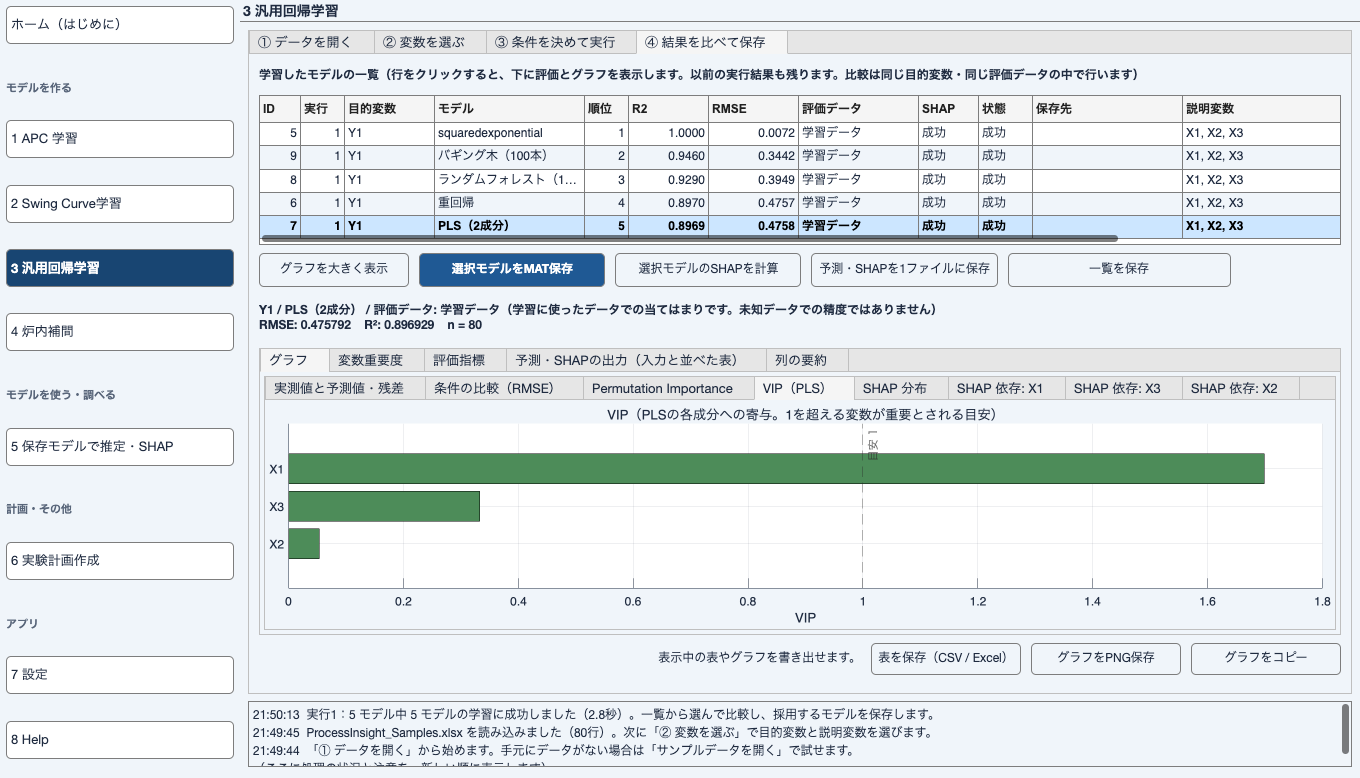 ホーム（はじめに）
モデルを作る
1 APC 学習
2 Swing Curve学習
3 汎用回帰学習
4 炉内補間
モデルを使う・調べる
5 保存モデルで推定・SHAP
計画・その他
6 実験計画作成
アプリ
7 設定
8 Help
3 汎用回帰学習
① データを開く ② 変数を選ぶ ③ 条件を決めて実行 ④ 結果を比べて保存
学習したモデルの一覧（行をクリックすると、下に評価とグラフを表示します。以前の実行結果も残ります。比較は同じ目的変数・同じ評価データの中で行います）
ID 実行 目的変数 モデル 順位 R2 RMSE 評価データ SHAP 状態 保存先 説明変数
5 1 Y1 squaredexponential 1 1.0000 0.0072 学習データ 成功 成功 X1, X2, X3
9 1 Y1 バギング木（100本） 2 0.9460 0.3442 学習データ 成功 成功 X1, X2, X3
8 1 Y1 ランダムフォレスト（1... 3 0.9290 0.3949 学習データ 成功 成功 X1, X2, X3
6 1 Y1 重回帰 4 0.8970 0.4757 学習データ 成功 成功 X1, X2, X3
7 1 Y1 PLS（2成分） 5 0.8969 0.4758 学習データ 成功 成功 X1, X2, X3
グラフを大きく表示 選択モデルをMAT保存 選択モデルのSHAPを計算 予測・SHAPを1ファイルに保存 一覧を保存
Y1 / PLS（2成分） / 評価データ: 学習データ（学習に使ったデータでの当てはまりです。未知データでの精度ではありません）
RMSE: 0.475792 R²: 0.896929 n = 80
グラフ 変数重要度 評価指標 予測・SHAPの出力（入力と並べた表） 列の要約
実測値と予測値・残差 条件の比較（RMSE） Permutation Importance VIP（PLS） SHAP 分布 SHAP 依存: X1 SHAP 依存: X3 SHAP 依存: X2
VIP（PLSの各成分への寄与。1を超える変数が重要とされる目安）
目安 1
X1
X3
X2
0 0.2 0.4 0.6 0.8 1 1.2 1.4 1.6 1.8
VIP
表示中の表やグラフを書き出せます。 表を保存（CSV / Excel） グラフをPNG保存 グラフをコピー
21:50:13 実行1：5 モデル中 5 モデルの学習に成功しました（2.8秒）。一覧から選んで比較し、採用するモデルを保存します。
21:49:45 ProcessInsight_Samples.xlsx を読み込みました（80行）。次に「② 変数を選ぶ」で目的変数と説明変数を選びます。
21:49:44 「① データを開く」から始めます。手元にデータがない場合は「サンプルデータを開く」で試せます。